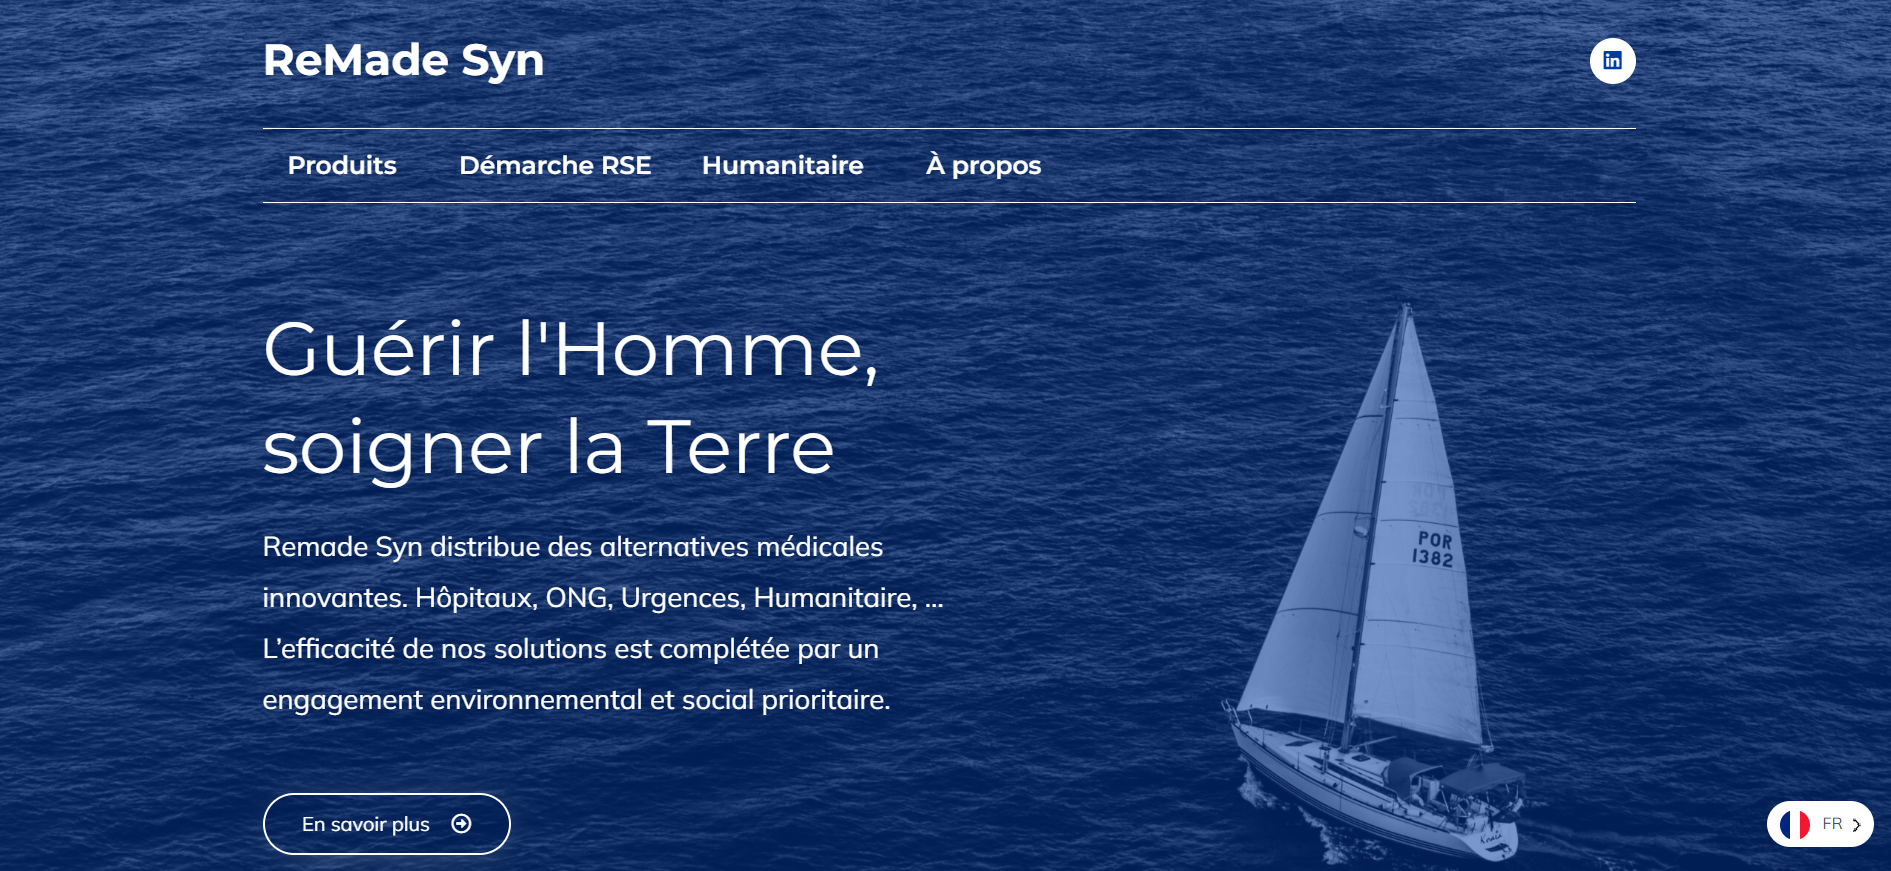 ReMade Syn
Produits
Démarche RSE
Humanitaire
À propos
Guérir l'Homme,
soigner la Terre
Remade Syn distribue des alternatives médicales
innovantes. Hôpitaux, ONG, Urgences, Humanitaire, ...
L’efficacité de nos solutions est complétée par un
engagement environnemental et social prioritaire.
En savoir plus
POR
1382
FR